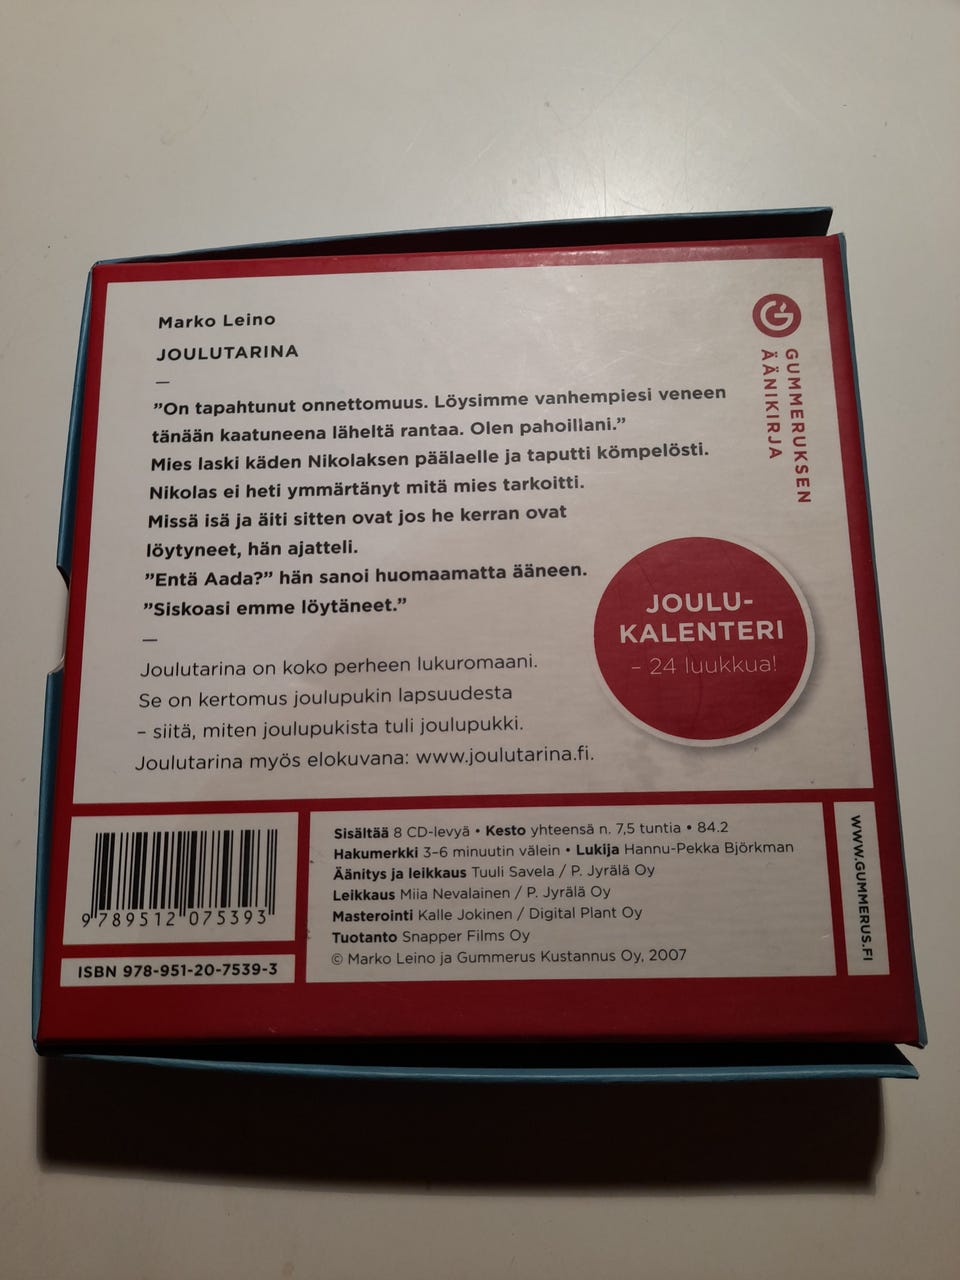 Marko Leino
JOULUTARINA
—
”On tapahtunut onnettomuus. Löysimme vanhempiesi veneen
tänään kaatuneena läheltä rantaa. Olen pahoillani.”
Mies laski käden Nikolaksen päälaelle ja taputti kömpelösti.
Nikolas ei heti ymmärtänyt mitä mies tarkoitti.
Missä isä ja äiti sitten ovat jos he kerran ovat
löytyneet, hän ajatteli.
”Entä Aada?” hän sanoi huomaamatta ääneen.
”Siskoasi emme löytäneet.”
—
Joulutarina on koko perheen lukuromaani.
Se on kertomus joulupukin lapsuudesta
– siitä, miten joulupukista tuli joulupukki.
Joulutarina myös elokuvana: www.joulutarina.fi.
GUMMERUKSEN
ÄÄNIKIRJA
JOULU-
KALENTERI
– 24 luukkua!
9 789512 075393
ISBN 978-951-20-7539-3
Sisältää 8 CD-levyä • Kesto yhteensä n. 7,5 tuntia • 84.2
Hakumerkki 3–6 minuutin välein • Lukija Hannu-Pekka Björkman
Äänitys ja leikkaus Tuuli Savela / P. Jyrälä Oy
Leikkaus Miia Nevalainen / P. Jyrälä Oy
Masterointi Kalle Jokinen / Digital Plant Oy
Tuotanto Snapper Films Oy
© Marko Leino ja Gummerus Kustannus Oy, 2007
WWW.GUMMERUS.FI